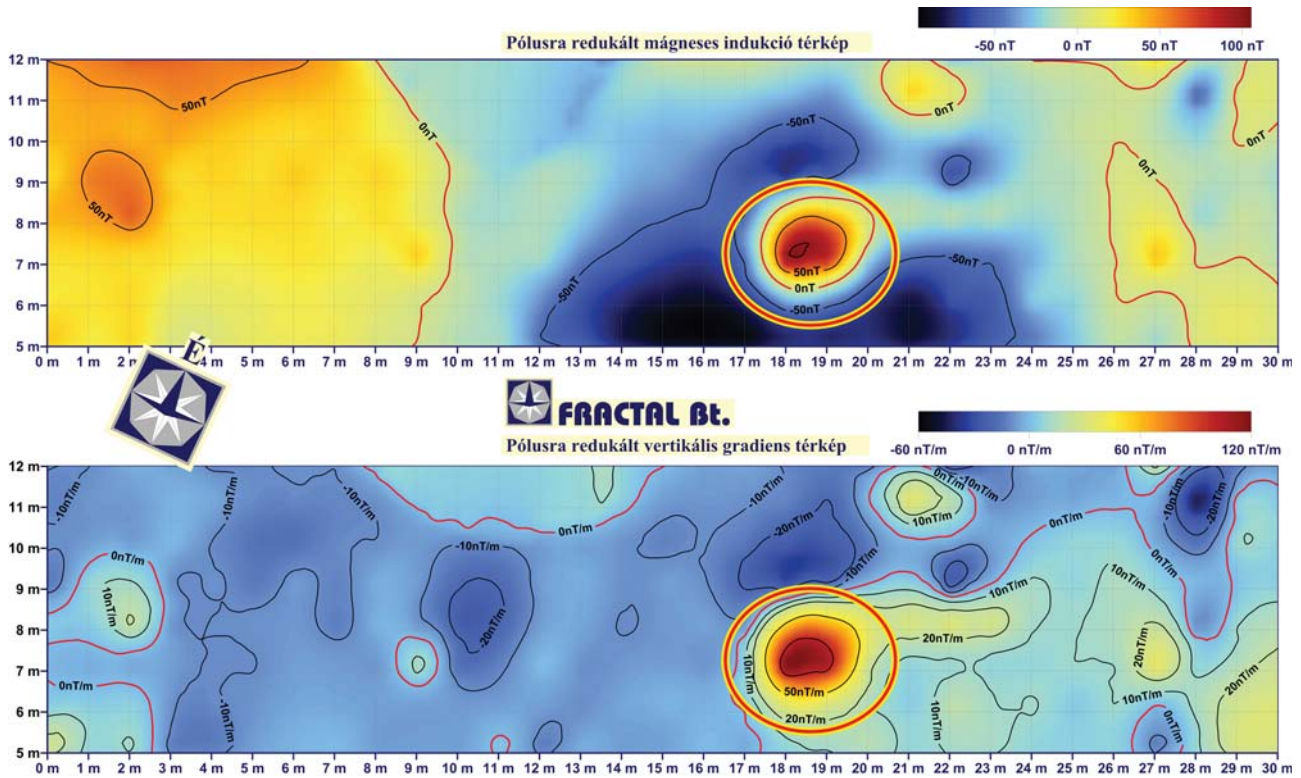 -50 nT 0 nT 50 nT 100 nT
Pólusra redukált mágneses indukció térkép
12 m
11 m
10 m
9 m
8 m
7 m
6 m
5 m
50nT
50nT
0nT
-50nT
-50nT
-50nT
-50nT
50nT
0nT
0nT
0nT
0nT
0 m 1 m 2 m 3 m 4 m 5 m 6 m 7 m 8 m 9 m 10 m 11 m 12 m 13 m 14 m 15 m 16 m 17 m 18 m 19 m 20 m 21 m 22 m 23 m 24 m 25 m 26 m 27 m 28 m 29 m 30 m
É
FRACTAL Bt.
Pólusra redukált vertikális gradiens térkép
-60 nT/m 0 nT/m 60 nT/m 120 nT/m
12 m
11 m
10 m
9 m
8 m
7 m
6 m
5 m
-10nT/m
-10nT/m
-10nT/m
0nT/m
10nT/m
0nT/m
-10nT/m
0nT/m
-10nT/m
-20nT/m
-10nT/m
-20nT/m
-10nT/m
0nT/m
10nT/m
-10nT/m
10nT/m
20nT/m
10nT/m
50nT/m
20nT/m
0nT/m
0nT/m
-10nT/m
-20nT/m
10nT/m
20nT/m
10nT/m
0nT/m
20nT/m
0 m 1 m 2 m 3 m 4 m 5 m 6 m 7 m 8 m 9 m 10 m 11 m 12 m 13 m 14 m 15 m 16 m 17 m 18 m 19 m 20 m 21 m 22 m 23 m 24 m 25 m 26 m 27 m 28 m 29 m 30 m